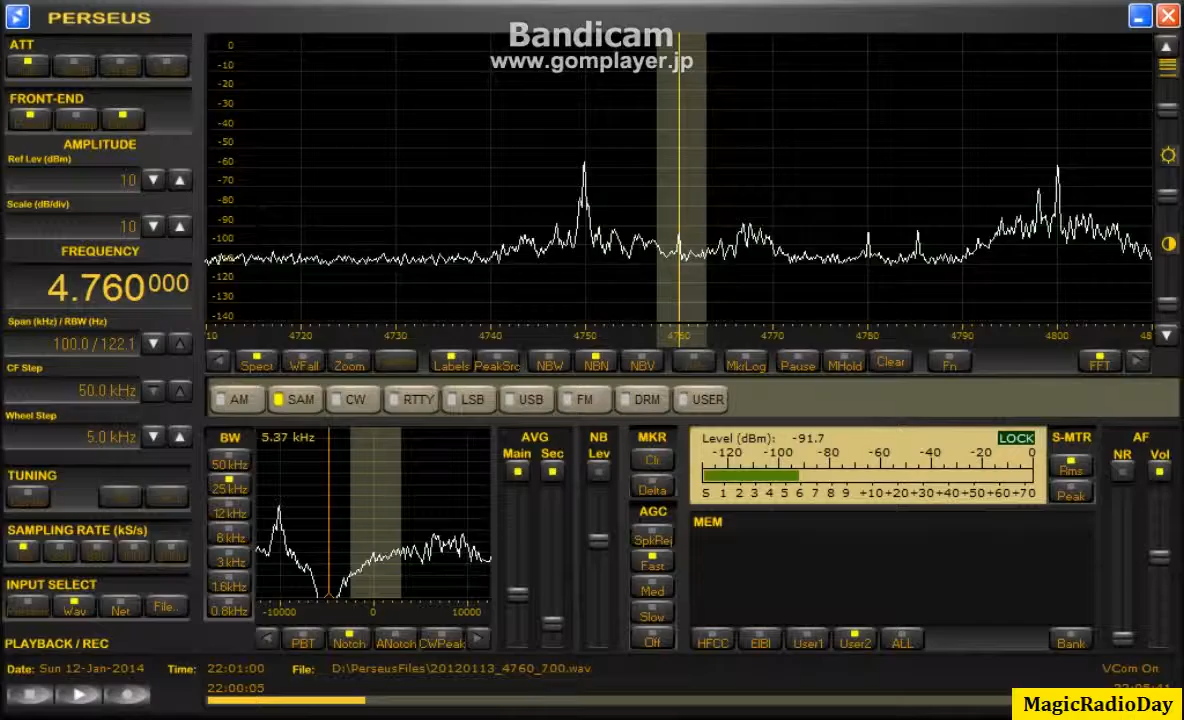 PERSEUS
Bandicam
www.gomplayer.jp
ATT
FRONT-END
AMPLITUDE
Ref Lev (dBm)
10
Scale (dB/div)
10
FREQUENCY
4.760000
Span (kHz) / RBW (Hz)
100.0 / 122.1
CF Step
50.0 kHz
Wheel Step
5.0 kHz
TUNING
SAMPLING RATE (kS/s)
INPUT SELECT
Wav Net File..
PLAYBACK / REC
0
-10
-20
-30
-40
-50
-60
-70
-80
-90
-100
-110
-120
-130
-140
10 4720 4730 4740 4750 4760 4770 4780 4790 4800 48
Spect WFall Zoom Labels PeakSrc NBW NBN NBV MkrLog Pause MHold Clear Fn FFT
AM SAM CW RTTY LSB USB FM DRM USER
BW
50 kHz
25 kHz
12 kHz
6 kHz
3 kHz
1.6kHz
0.6kHz
5.37 kHz
-10000 0 10000
PBT Notch ANotch CWPeak
AVG
Main Sec
NB
Lev
MKR
Clr
Delta
AGC
SpkRej
Fast
Med
Slow
Off
Level (dBm): -91.7 LOCK
-120 -100 -80 -60 -40 -20 0
S 1 2 3 4 5 6 7 8 9 +10+20+30+40+50+60+70
S-MTR
Rms
Peak
AF
NR Vol
MEM
HFCC EIBI User1 User2 ALL Bank
Date: Sun 12-Jan-2014 Time: 22:01:00 File: D:\PerseusFiles\20120113_4760_700.wav VCom On
22:00:05
MagicRadioDay